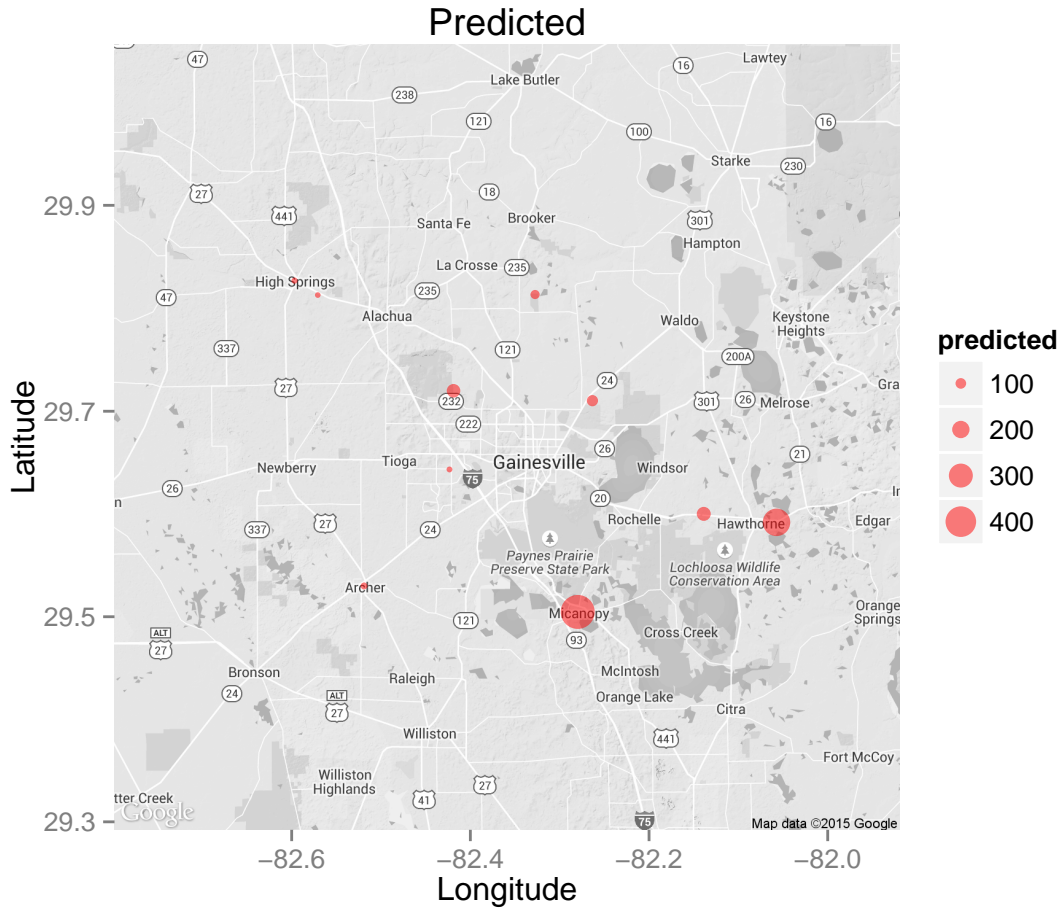 Predicted
47
16
Lawtey
Lake Butler
238
121
100
16
Starke
230
27
18
441
Santa Fe
Brooker
301
Hampton
29.9
La Crosse
235
High Springs
235
47
Alachua
Waldo
Keystone
Heights
337
121
200A
27
24
Gra
232
301
26
Melrose
29.7
222
26
21
Tioga
Gainesville
Newberry
75
Windsor
26
20
In
n
337
27
24
Rochelle
Hawthorne
Edgar
Paynes Prairie
Preserve State Park
Lochloosa Wildlife
Conservation Area
Archer
29.5
Micanopy
Orange
Springs
121
93
Cross Creek
ALT
27
Bronson
Raleigh
McIntosh
24
ALT
27
Orange Lake
Citra
Williston
441
Fort McCoy
Williston
Highlands
27
tter Creek
41
Google
75
Map data ©2015 Google
29.3
−82.6
−82.4
−82.2
−82.0
Longitude
Latitude
predicted
100
200
300
400